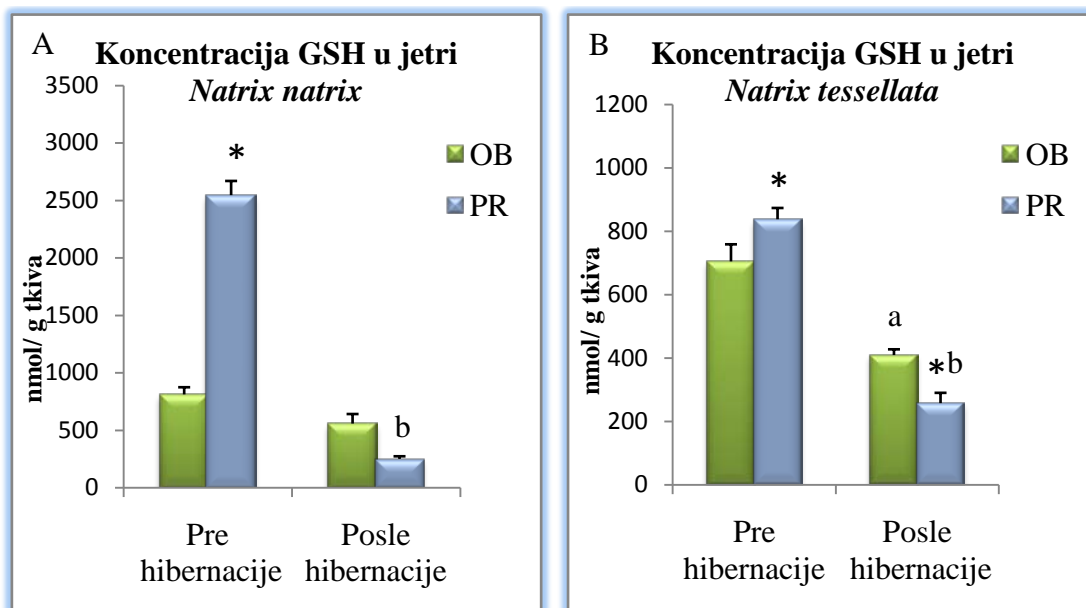 A
Koncentracija GSH u jetri
Natrix natrix
nmol/ g tkiva
3500
3000
2500
2000
1500
1000
500
0
*
b
OB
PR
Pre
hibernacije
Posle
hibernacije
B
Koncentracija GSH u jetri
Natrix tessellata
nmol/ g tkiva
1200
1000
800
600
400
200
0
*
a
*b
OB
PR
Pre
hibernacije
Posle
hibernacije